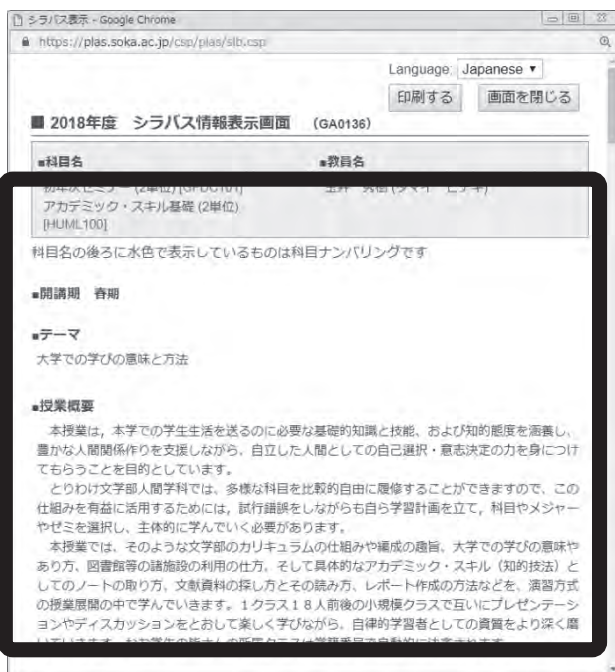 シラバス表示 - Google Chrome
https://plas.soka.ac.jp/csp/plas/slb.csp
Language: Japanese ▼
印刷する 画面を閉じる
■ 2018年度 シラバス情報表示画面 (GA0136)
■科目名 ■教員名
アカデミック・スキル基礎 (2単位)
[HUML100]
科目名の後ろに水色で表示しているものは科目ナンバリングです
■開講期 春期
■テーマ
大学での学びの意味と方法
■授業概要
本授業は，本学での学生生活を送るのに必要な基礎的知識と技能、および知的態度を涵養し、
豊かな人間関係作りを支援しながら、自立した人間としての自己選択・意志決定の力を身につけ
てもらうことを目的としています。
とりわけ文学部人間学科では、多様な科目を比較的自由に履修することができますので、この
仕組みを有益に活用するためには，試行錯誤をしながらも自ら学習計画を立て，科目やメジャー
やゼミを選択し、主体的に学んでいく必要があります。
本授業では、そのような文学部のカリキュラムの仕組みや編成の趣旨、大学での学びの意味や
あり方、図書館等の諸施設の利用の仕方、そして具体的なアカデミック・スキル（知的技法）と
してのノートの取り方、文献資料の探し方とその読み方、レポート作成の方法などを、演習方式
の授業展開の中で学んでいきます。１クラス１８人前後の小規模クラスで互いにプレゼンテーシ
ョンやディスカッションをとおして楽しく学びながら、自律的学習者としての資質をより深く磨